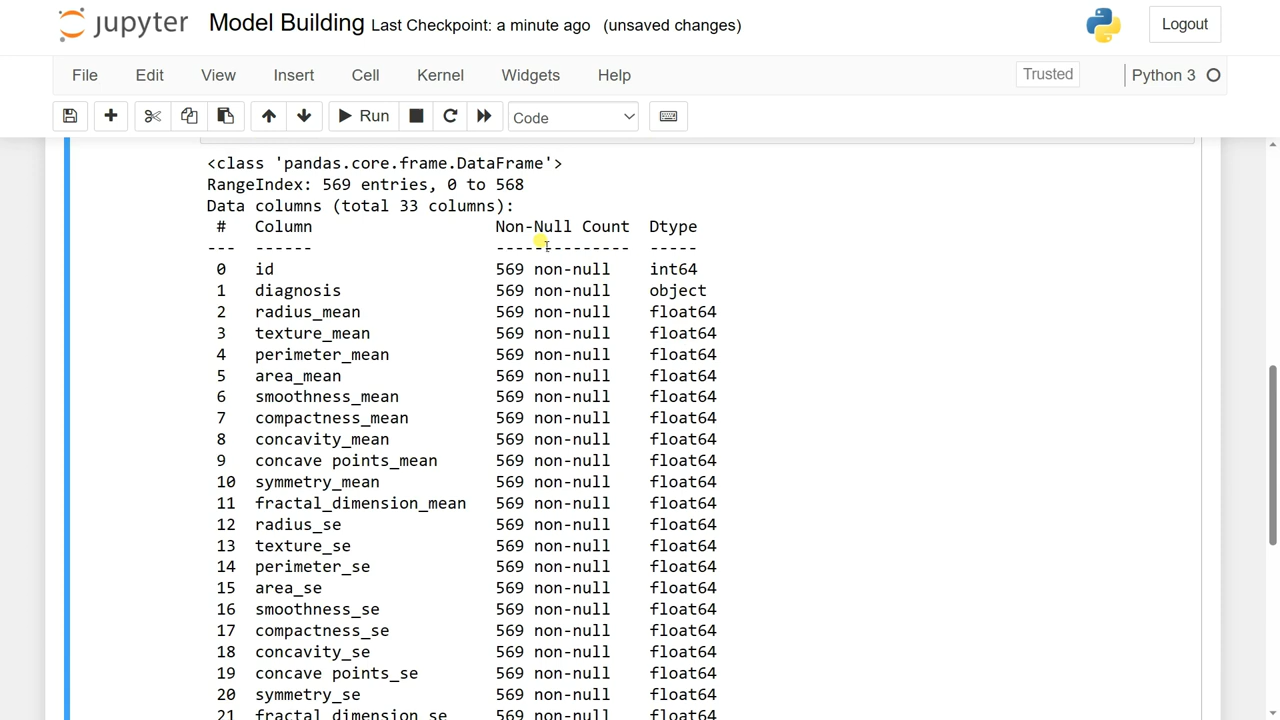 jupyter Model Building Last Checkpoint: a minute ago (unsaved changes) Logout
File Edit View Insert Cell Kernel Widgets Help Trusted Python 3
Run Code
<class 'pandas.core.frame.DataFrame'>
RangeIndex: 569 entries, 0 to 568
Data columns (total 33 columns):
# Column Non-Null Count Dtype
--- ------ -------------- -----
0 id 569 non-null int64
1 diagnosis 569 non-null object
2 radius_mean 569 non-null float64
3 texture_mean 569 non-null float64
4 perimeter_mean 569 non-null float64
5 area_mean 569 non-null float64
6 smoothness_mean 569 non-null float64
7 compactness_mean 569 non-null float64
8 concavity_mean 569 non-null float64
9 concave points_mean 569 non-null float64
10 symmetry_mean 569 non-null float64
11 fractal_dimension_mean 569 non-null float64
12 radius_se 569 non-null float64
13 texture_se 569 non-null float64
14 perimeter_se 569 non-null float64
15 area_se 569 non-null float64
16 smoothness_se 569 non-null float64
17 compactness_se 569 non-null float64
18 concavity_se 569 non-null float64
19 concave points_se 569 non-null float64
20 symmetry_se 569 non-null float64
21 fractal_dimension_se 569 non-null float64